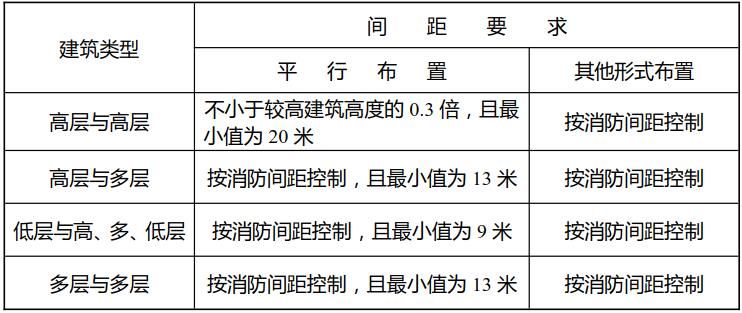 建筑类型
间 距 要 求
平 行 布 置
其他形式布置
高层与高层
不小于较高建筑高度的 0.3 倍，且最
小值为 20 米
按消防间距控制
高层与多层
按消防间距控制，且最小值为 13 米
按消防间距控制
低层与高、多、低层
按消防间距控制，且最小值为 9 米
按消防间距控制
多层与多层
按消防间距控制，且最小值为 13 米
按消防间距控制